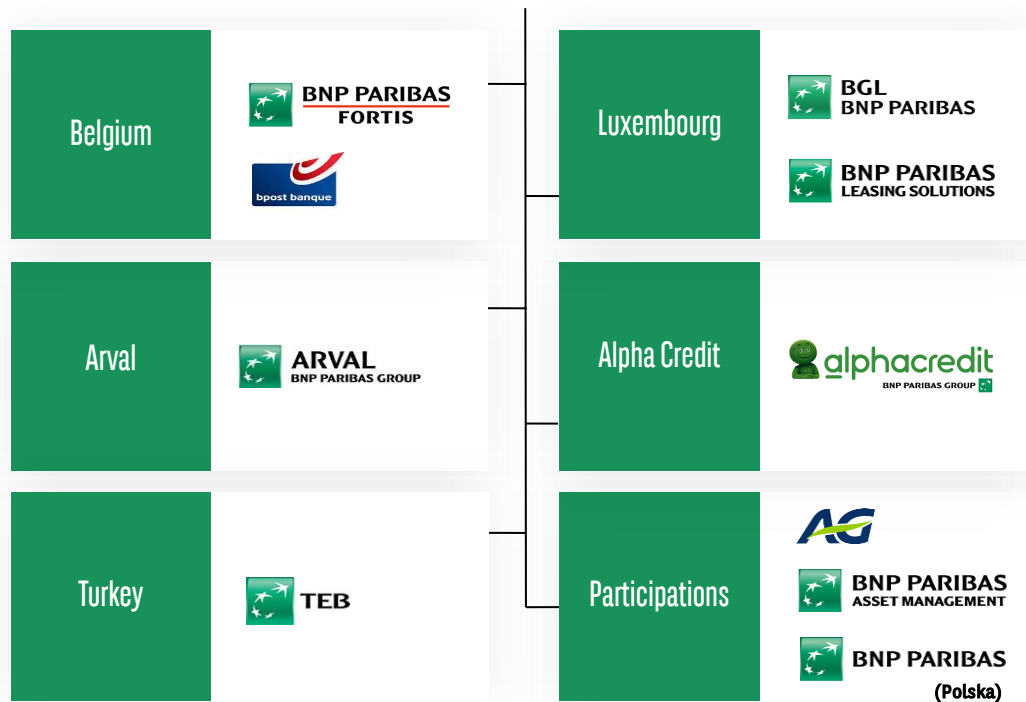 Belgium
BNP PARIBAS
FORTIS
bpost banque
Luxembourg
BGL
BNP PARIBAS
BNP PARIBAS
LEASING SOLUTIONS
Arval
ARVAL
BNP PARIBAS GROUP
Alpha Credit
alphacredit
BNP PARIBAS GROUP
Turkey
TEB
Participations
AG
BNP PARIBAS
ASSET MANAGEMENT
BNP PARIBAS
(Polska)